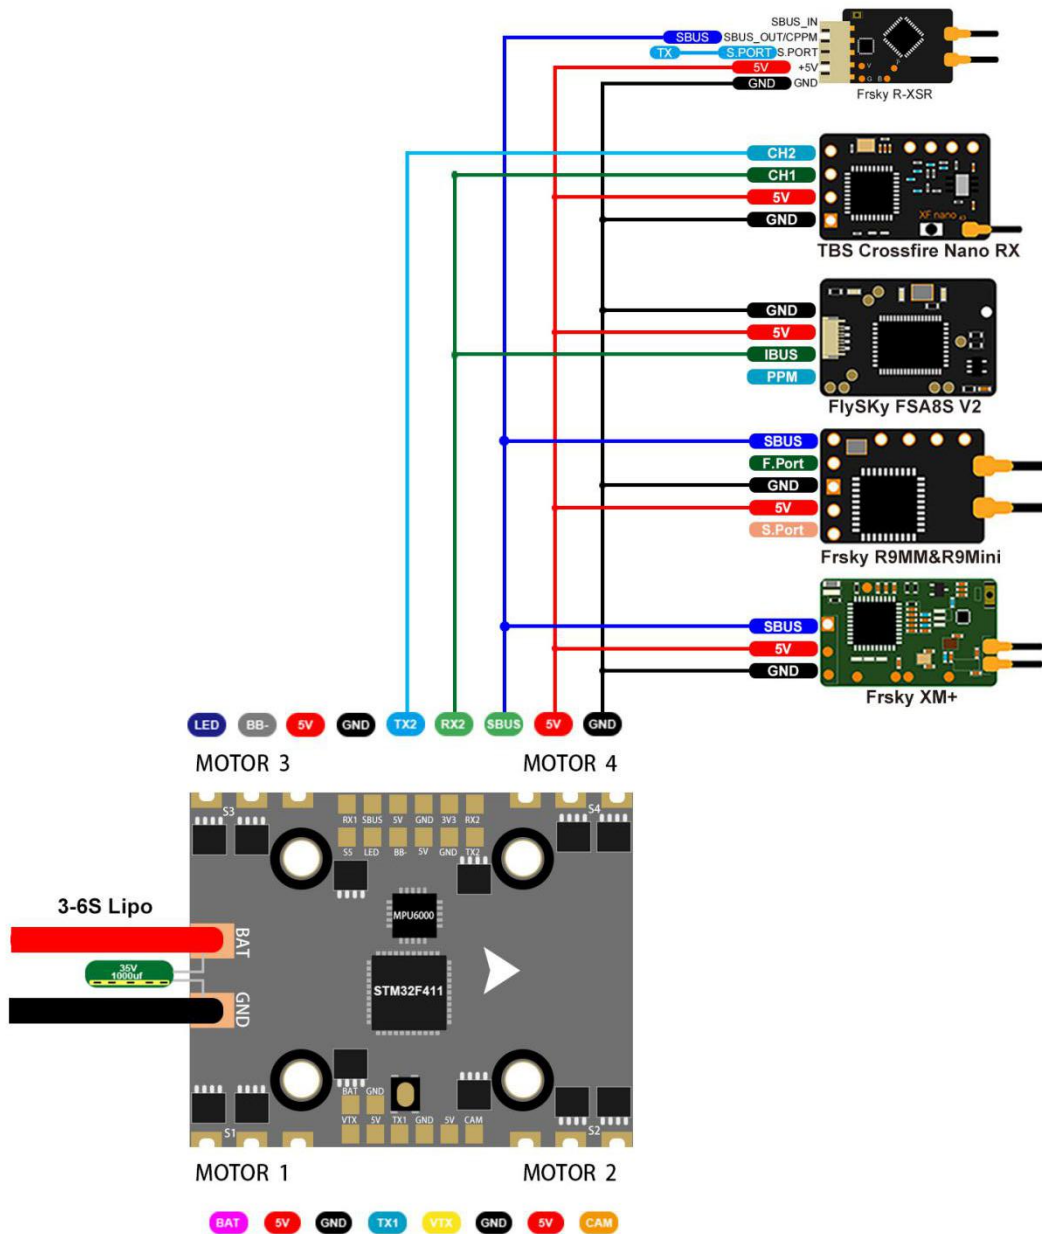 SBUS_IN
SBUS SBUS_OUT/CPPM
TX S.PORT S.PORT
5V +5V
GND GND
Frsky R-XSR
CH2
CH1
5V
GND
XF nano
TBS Crossfire Nano RX
GND
5V
IBUS
PPM
FlySKy FSA8S V2
SBUS
F.Port
GND
5V
S.Port
Frsky R9MM&R9Mini
SBUS
5V
GND
Frsky XM+
LED BB- 5V GND TX2 RX2 SBUS 5V GND
MOTOR 3 MOTOR 4
S3 RX1 SBUS 5V GND 3V3 RX2 S4
S5 LED BB- 5V GND TX2
3-6S Lipo
MPU6000
BAT
35V
1000uf
STM32F411
GND
BAT GND
S1 VTX 5V TX1 GND 5V CAM S2
MOTOR 1 MOTOR 2
BAT 5V GND TX1 VTX GND 5V CAM